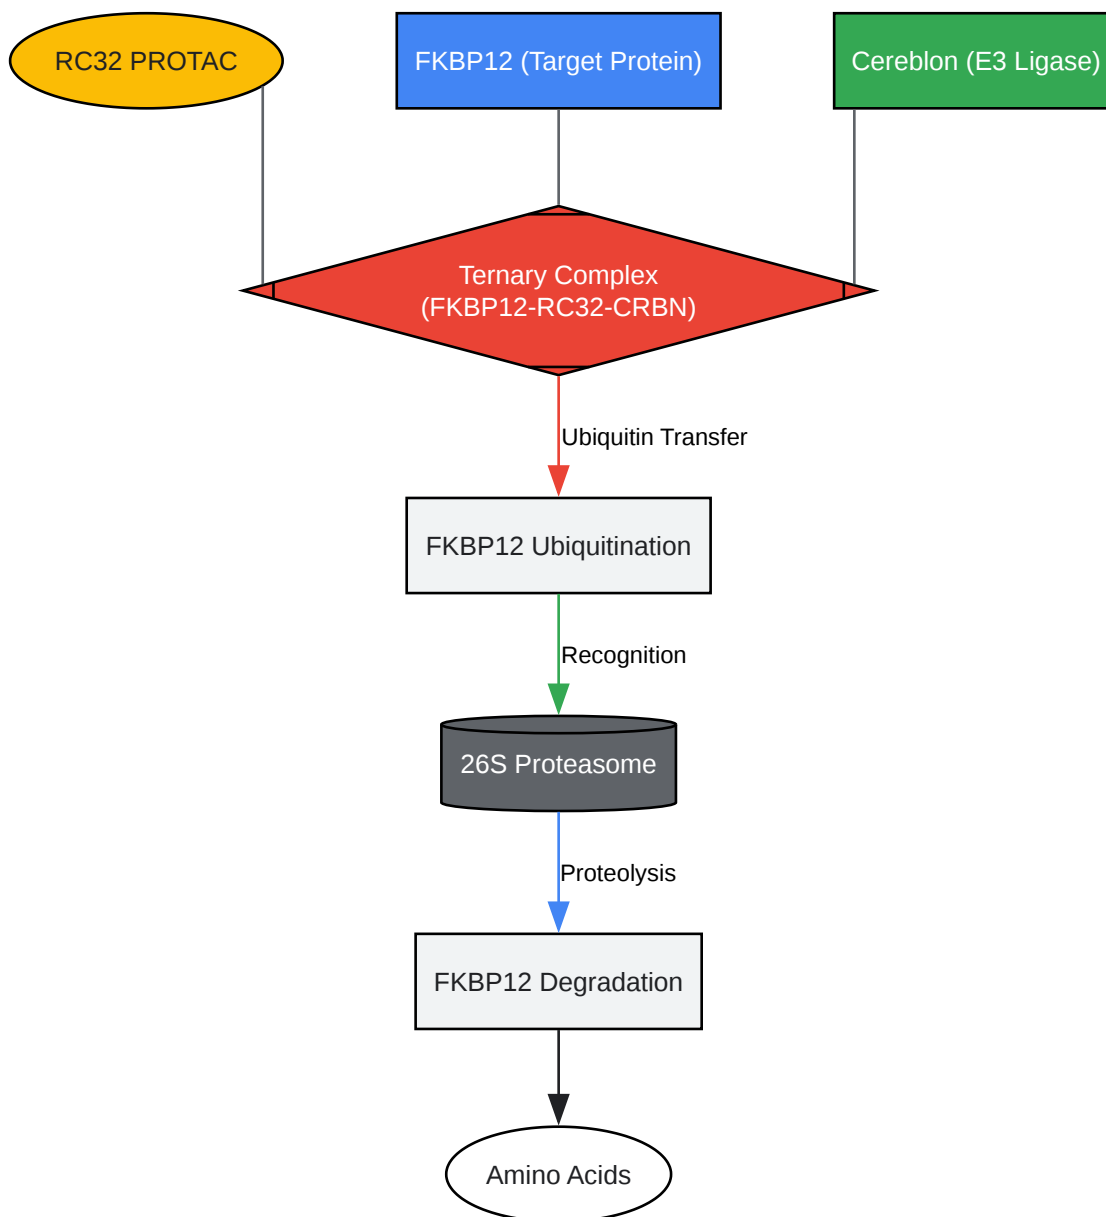 RC32 PROTAC
FKBP12 (Target Protein)
Cereblon (E3 Ligase)
Ternary Complex
(FKBP12-RC32-CRBN)
Ubiquitin Transfer
FKBP12 Ubiquitination
Recognition
26S Proteasome
Proteolysis
FKBP12 Degradation
Amino Acids